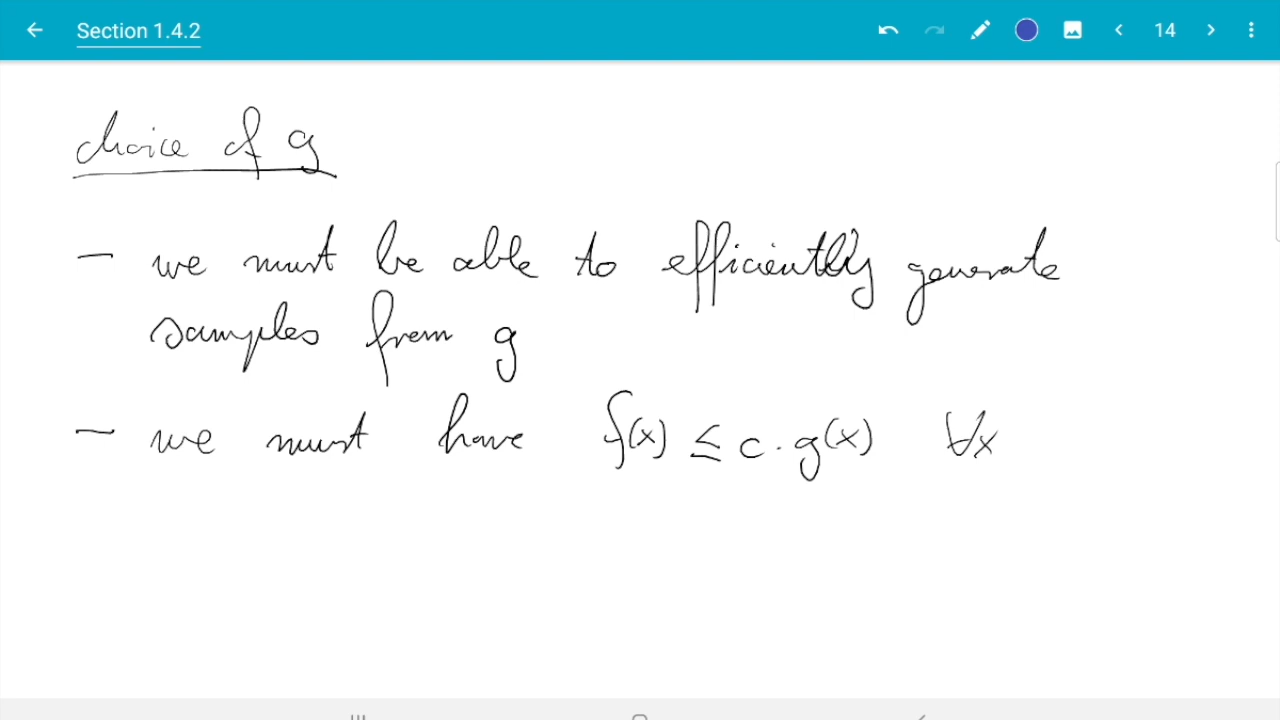 Section 1.4.2
14
choice of g
- we must be able to efficiently generate
samples from g
- we must have f(x) ≤ c · g(x) ∀x